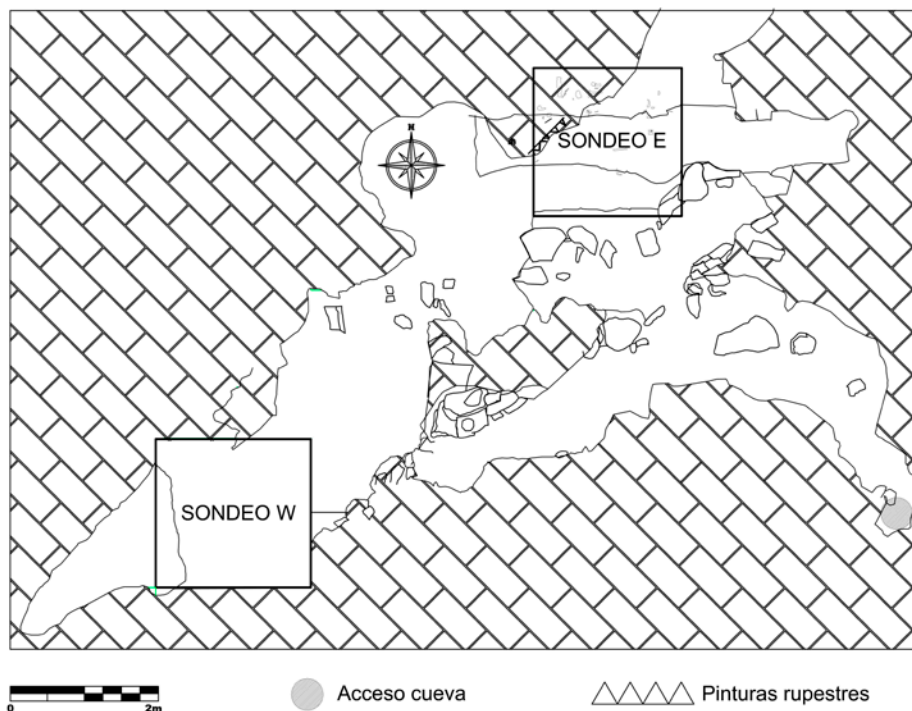 N
SONDEO E
SONDEO W
0 2m
Acceso cueva
Pinturas rupestres